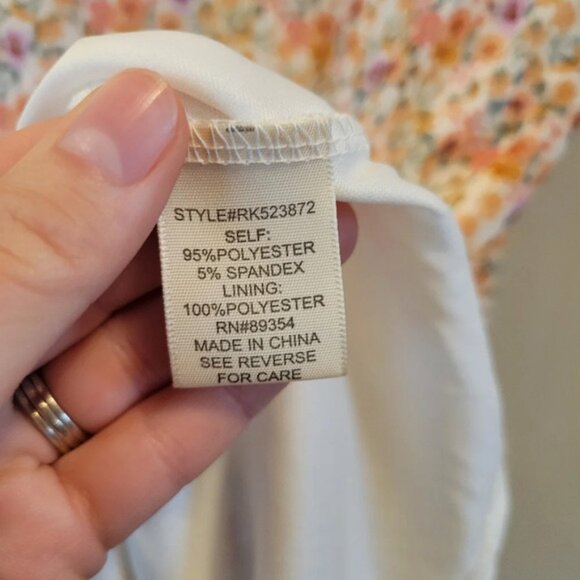 STYLE#RK523872
SELF:
95%POLYESTER
5% SPANDEX
LINING:
100%POLYESTER
RN#89354
MADE IN CHINA
SEE REVERSE
FOR CARE